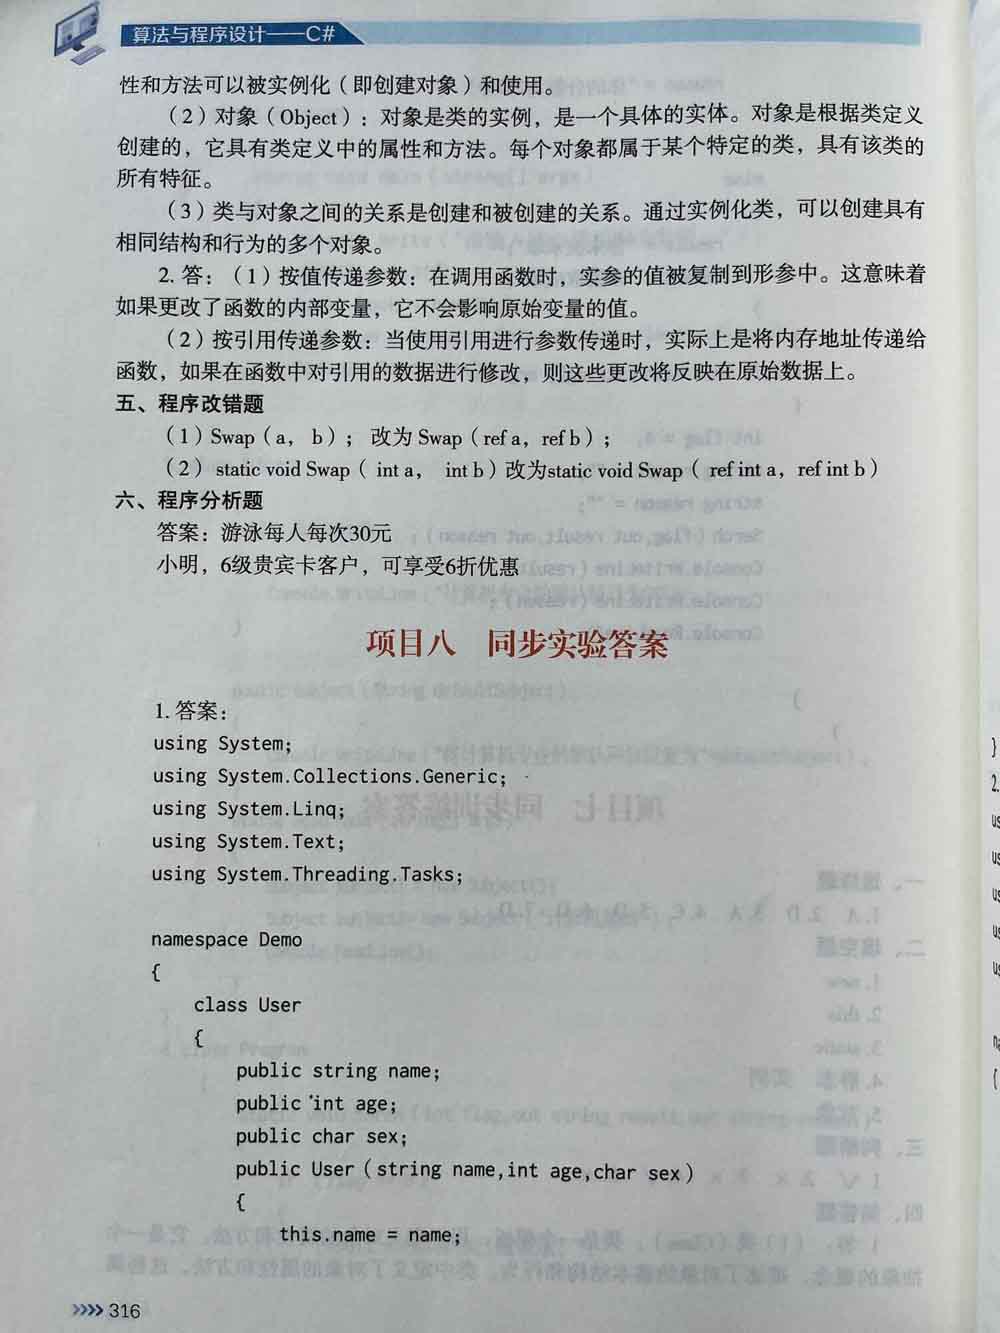 算法与程序设计——C#
性和方法可以被实例化（即创建对象）和使用。
（2）对象（Object）：对象是类的实例，是一个具体的实体。对象是根据类定义
创建的，它具有类定义中的属性和方法。每个对象都属于某个特定的类，具有该类的
所有特征。
（3）类与对象之间的关系是创建和被创建的关系。通过实例化类，可以创建具有
相同结构和行为的多个对象。
2. 答：（1）按值传递参数：在调用函数时，实参的值被复制到形参中。这意味着
如果更改了函数的内部变量，它不会影响原始变量的值。
（2）按引用传递参数：当使用引用进行参数传递时，实际上是将内存地址传递给
函数，如果在函数中对引用的数据进行修改，则这些更改将反映在原始数据上。
五、程序改错题
（1）Swap（a， b）； 改为 Swap（ref a，ref b）；
（2） static void Swap（ int a， int b）改为static void Swap（ ref int a，ref int b）
六、程序分析题
答案：游泳每人每次30元
小明，6级贵宾卡客户，可享受6折优惠
项目八 同步实验答案
1. 答案：
using System;
using System.Collections.Generic;
using System.Linq;
using System.Text;
using System.Threading.Tasks;
namespace Demo
{
class User
{
public string name;
public int age;
public char sex;
public User（string name,int age,char sex）
{
this.name = name;
>>>> 316